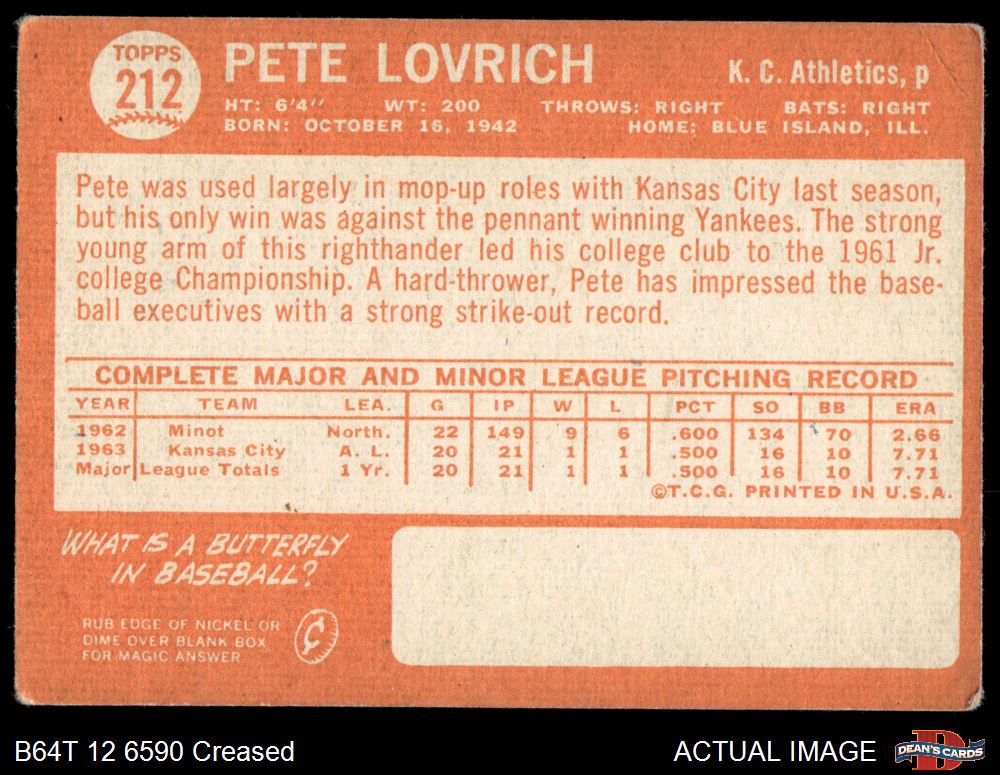 TOPPS
212
PETE LOVRICH
K. C. Athletics, p
HT: 6'4" WT: 200 THROWS: RIGHT BATS: RIGHT
BORN: OCTOBER 16, 1942 HOME: BLUE ISLAND, ILL.
Pete was used largely in mop-up roles with Kansas City last season,
but his only win was against the pennant winning Yankees. The strong
young arm of this righthander led his college club to the 1961 Jr.
college Championship. A hard-thrower, Pete has impressed the base-
ball executives with a strong strike-out record.
COMPLETE MAJOR AND MINOR LEAGUE PITCHING RECORD
YEAR TEAM LEA. G IP W L PCT SO BB ERA
1962 Minot North. 22 149 9 6 .600 134 70 2.66
1963 Kansas City A. L. 20 21 1 1 .500 16 10 7.71
Major League Totals 1 Yr. 20 21 1 1 .500 16 10 7.71
©T.C.G. PRINTED IN U.S.A.
WHAT IS A BUTTERFLY
IN BASEBALL?
RUB EDGE OF NICKEL OR
DIME OVER BLANK BOX
FOR MAGIC ANSWER
¢
B64T 12 6590 Creased
ACTUAL IMAGE
DEAN'S CARDS